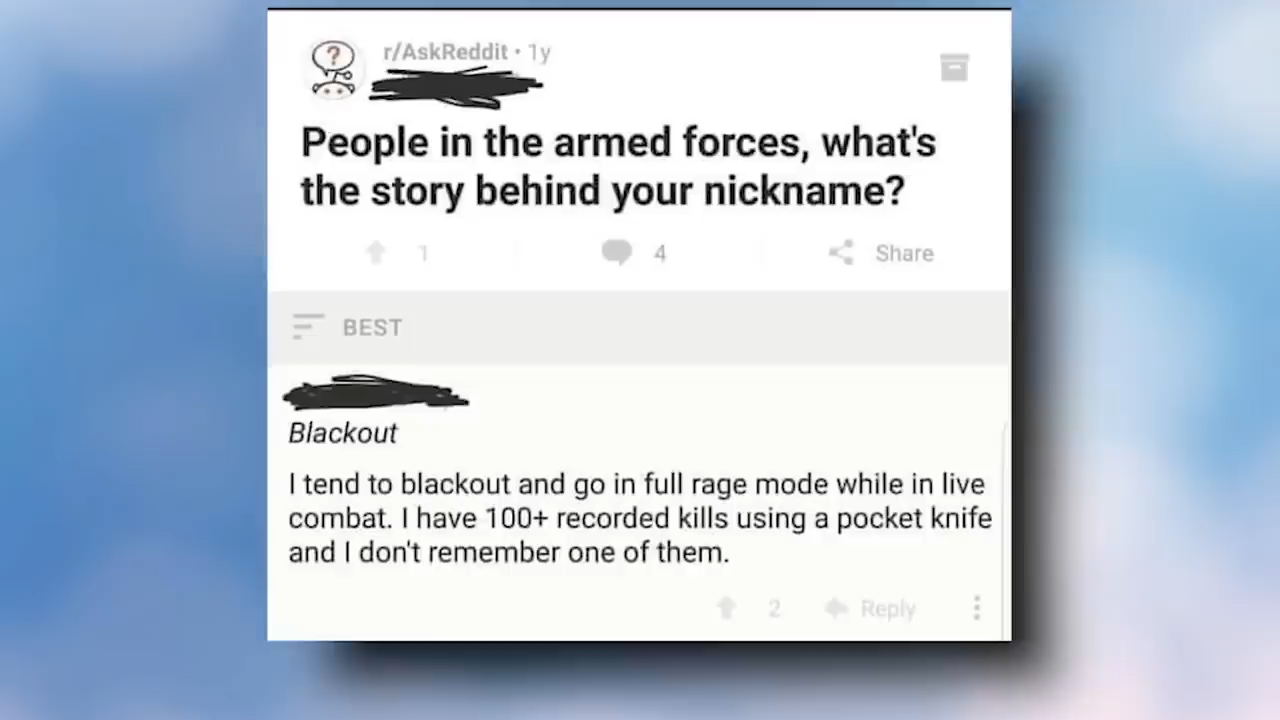 r/AskReddit • 1y
People in the armed forces, what's
the story behind your nickname?
1 4 Share
BEST
Blackout
I tend to blackout and go in full rage mode while in live
combat. I have 100+ recorded kills using a pocket knife
and I don't remember one of them.
2 Reply